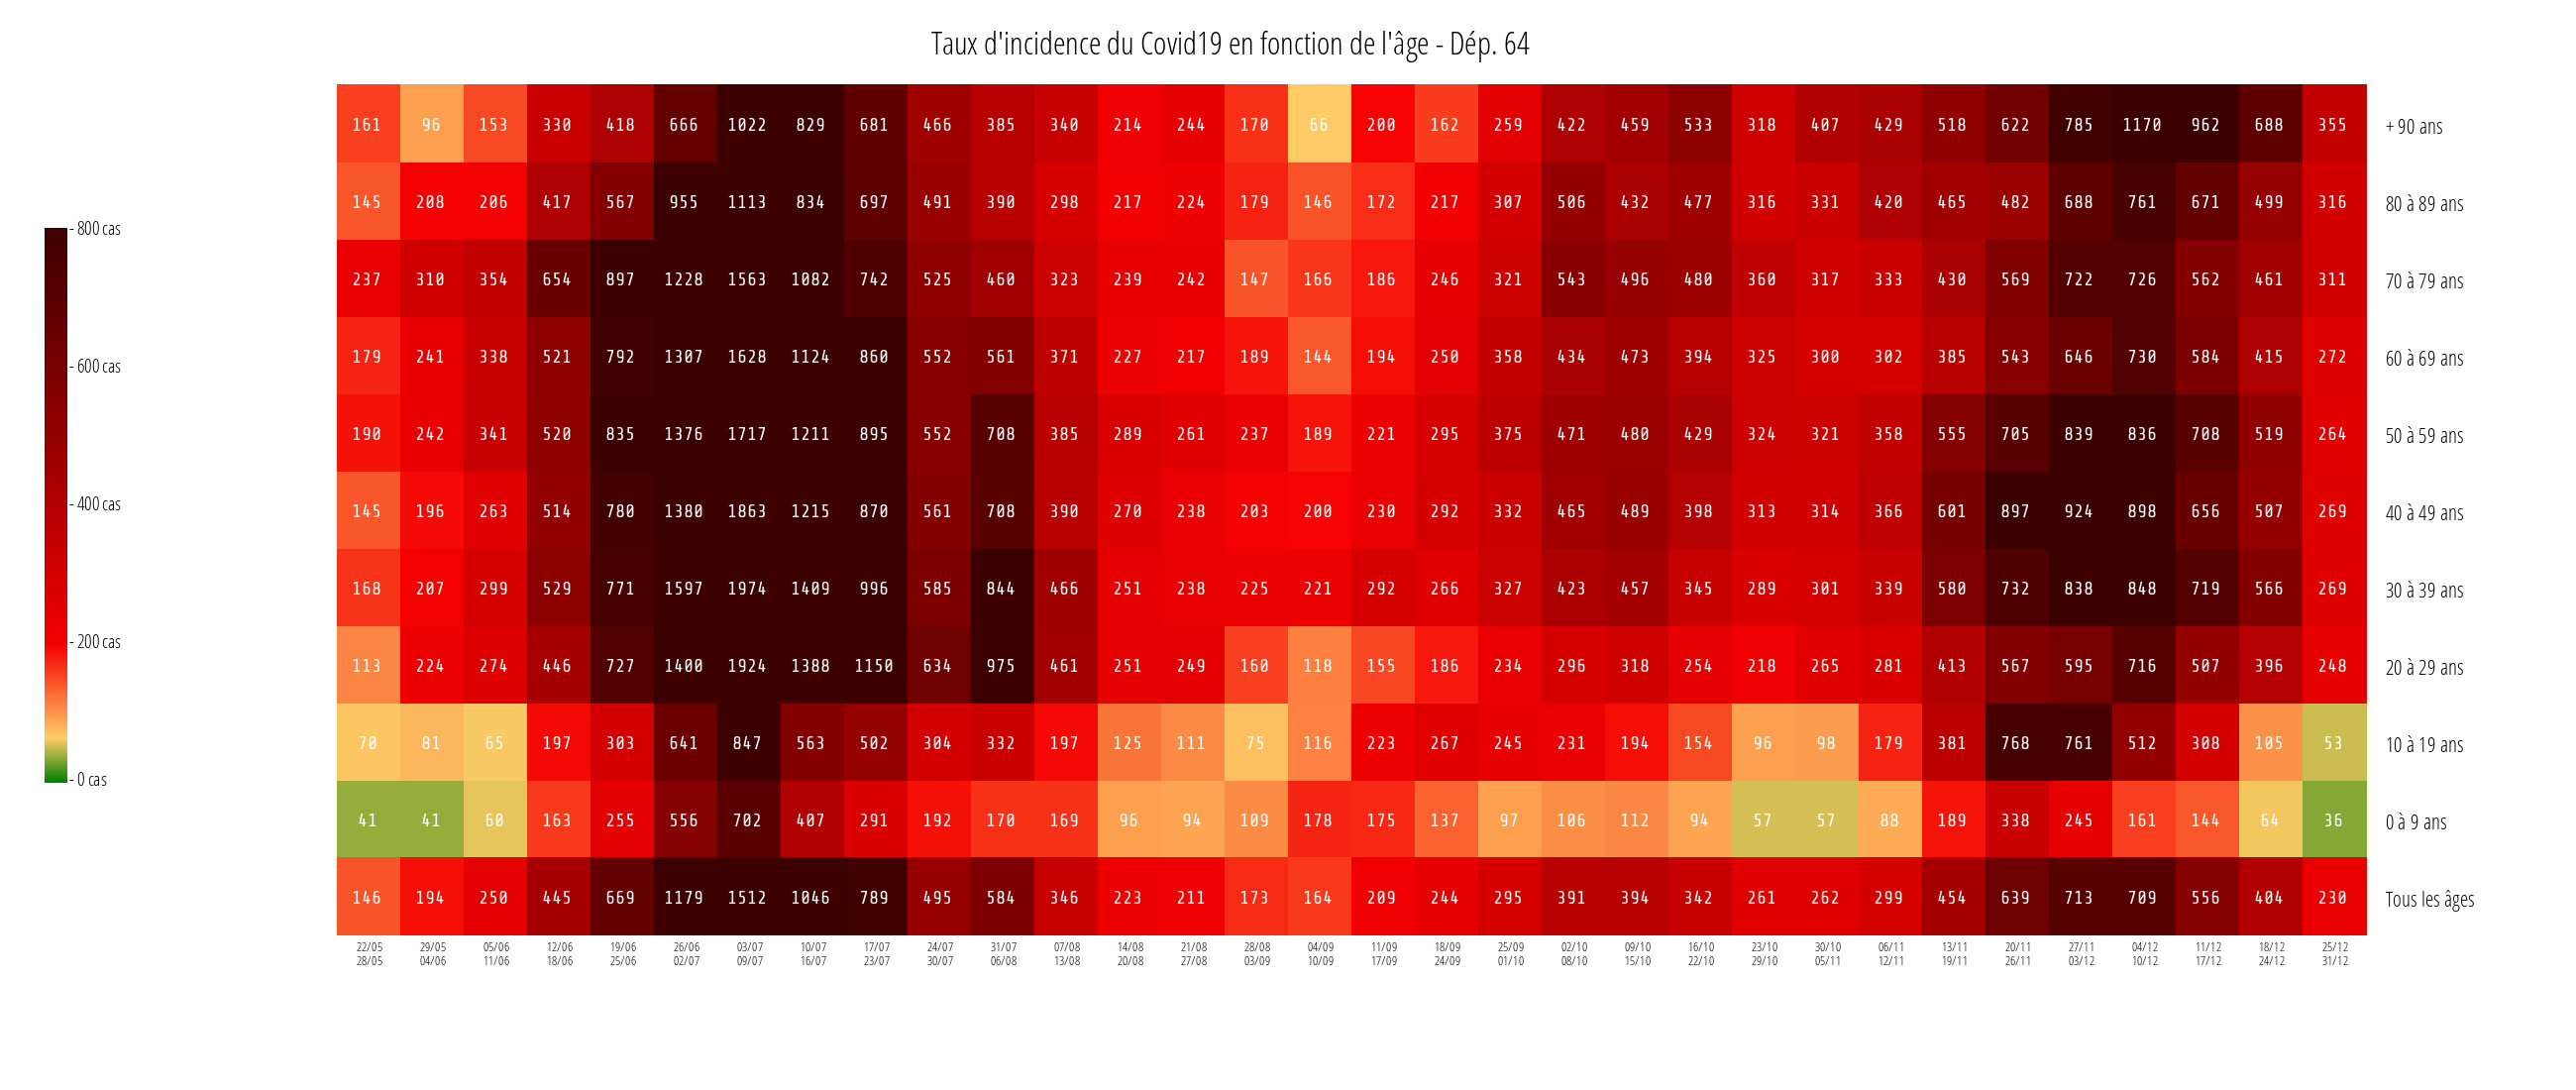 Taux d'incidence du Covid19 en fonction de l'âge - Dép. 64
- 800 cas
- 600 cas
- 400 cas
- 200 cas
- 0 cas
161 96 153 330 418 666 1022 829 681 466 385 340 214 244 170 66 200 162 259 422 459 533 318 407 429 518 622 785 1170 962 688 355 + 90 ans
145 208 206 417 567 955 1113 834 697 491 390 298 217 224 179 146 172 217 307 506 432 477 316 331 420 465 482 688 761 671 499 316 80 à 89 ans
237 310 354 654 897 1228 1563 1082 742 525 460 323 239 242 147 166 186 246 321 543 496 480 360 317 333 430 569 722 726 562 461 311 70 à 79 ans
179 241 338 521 792 1307 1628 1124 860 552 561 371 227 217 189 144 194 250 358 434 473 394 325 300 302 385 543 646 730 584 415 272 60 à 69 ans
190 242 341 520 835 1376 1717 1211 895 552 708 385 289 261 237 189 221 295 375 471 480 429 324 321 358 555 705 839 836 708 519 264 50 à 59 ans
145 196 263 514 780 1380 1863 1215 870 561 708 390 270 238 203 200 230 292 332 465 489 398 313 314 366 601 897 924 898 656 507 269 40 à 49 ans
168 207 299 529 771 1597 1974 1409 996 585 844 466 251 238 225 221 292 266 327 423 457 345 289 301 339 580 732 838 848 719 566 269 30 à 39 ans
113 224 274 446 727 1400 1924 1388 1150 634 975 461 251 249 160 118 155 186 234 296 318 254 218 265 281 413 567 595 716 507 396 248 20 à 29 ans
70 81 65 197 303 641 847 563 502 304 332 197 125 111 75 116 223 267 245 231 194 154 96 98 179 381 768 761 512 308 105 53 10 à 19 ans
41 41 60 163 255 556 702 407 291 192 170 169 96 94 109 178 175 137 97 106 112 94 57 57 88 189 338 245 161 144 64 36 0 à 9 ans
146 194 250 445 669 1179 1512 1046 789 495 584 346 223 211 173 164 209 244 295 391 394 342 261 262 299 454 639 713 709 556 404 230 Tous les âges
22/05 29/05 05/06 12/06 19/06 26/06 03/07 10/07 17/07 24/07 31/07 07/08 14/08 21/08 28/08 04/09 11/09 18/09 25/09 02/10 09/10 16/10 23/10 30/10 06/11 13/11 20/11 27/11 04/12 11/12 18/12 25/12
28/05 04/06 11/06 18/06 25/06 02/07 09/07 16/07 23/07 30/07 06/08 13/08 20/08 27/08 03/09 10/09 17/09 24/09 01/10 08/10 15/10 22/10 29/10 05/11 12/11 19/11 26/11 03/12 10/12 17/12 24/12 31/12